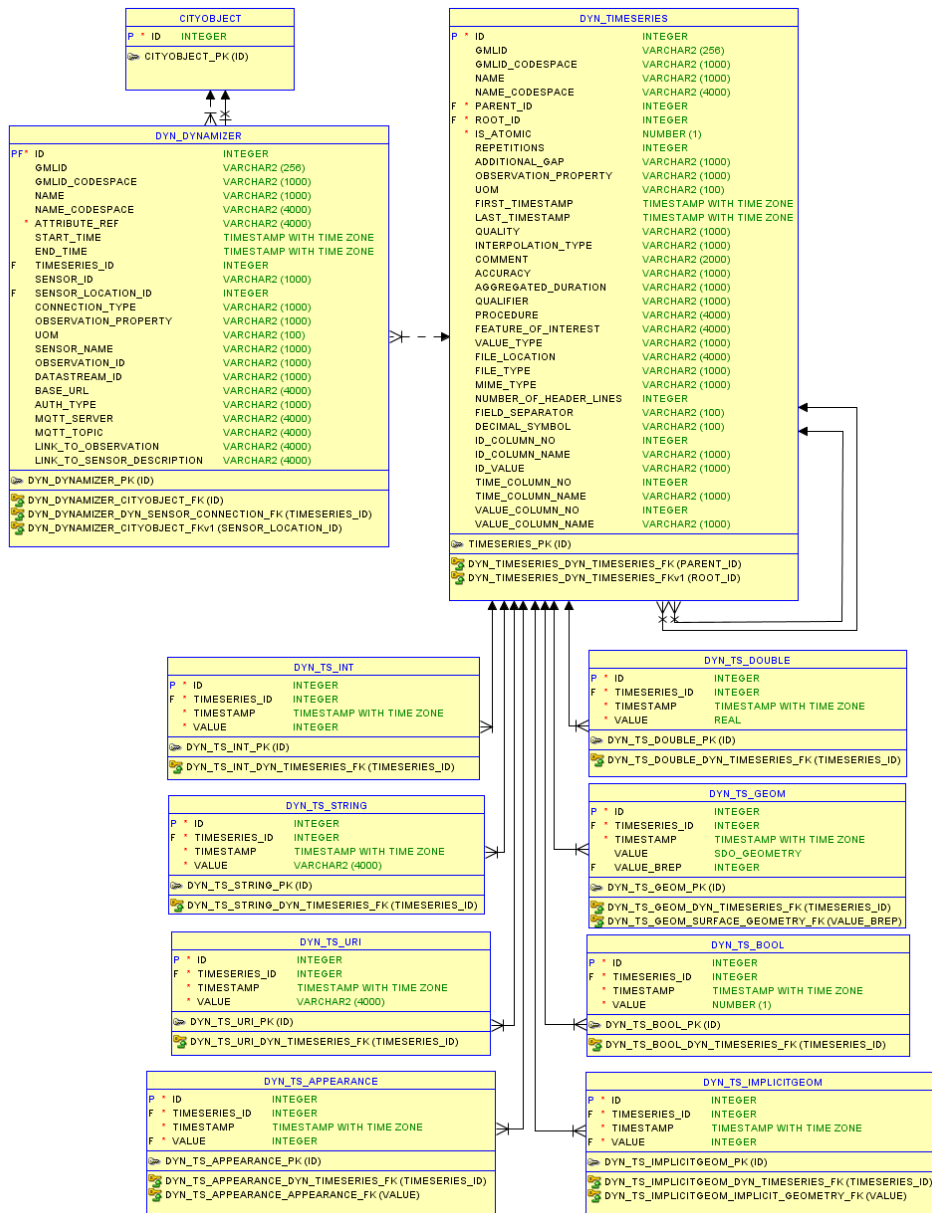 CITYOBJECT
P * ID INTEGER
CITYOBJECT_PK (ID)
DYN_DYNAMIZER
PF* ID INTEGER
GMLID VARCHAR2 (256)
GMLID_CODESPACE VARCHAR2 (1000)
NAME VARCHAR2 (1000)
NAME_CODESPACE VARCHAR2 (4000)
* ATTRIBUTE_REF VARCHAR2 (4000)
START_TIME TIMESTAMP WITH TIME ZONE
END_TIME TIMESTAMP WITH TIME ZONE
F TIMESERIES_ID INTEGER
SENSOR_ID VARCHAR2 (1000)
F SENSOR_LOCATION_ID INTEGER
CONNECTION_TYPE VARCHAR2 (1000)
OBSERVATION_PROPERTY VARCHAR2 (1000)
UOM VARCHAR2 (100)
SENSOR_NAME VARCHAR2 (1000)
OBSERVATION_ID VARCHAR2 (1000)
DATASTREAM_ID VARCHAR2 (1000)
BASE_URL VARCHAR2 (4000)
AUTH_TYPE VARCHAR2 (1000)
MQTT_SERVER VARCHAR2 (4000)
MQTT_TOPIC VARCHAR2 (4000)
LINK_TO_OBSERVATION VARCHAR2 (4000)
LINK_TO_SENSOR_DESCRIPTION VARCHAR2 (4000)
DYN_DYNAMIZER_PK (ID)
DYN_DYNAMIZER_CITYOBJECT_FK (ID)
DYN_DYNAMIZER_DYN_SENSOR_CONNECTION_FK (TIMESERIES_ID)
DYN_DYNAMIZER_CITYOBJECT_FKv1 (SENSOR_LOCATION_ID)
DYN_TIMESERIES
P * ID INTEGER
GMLID VARCHAR2 (256)
GMLID_CODESPACE VARCHAR2 (1000)
NAME VARCHAR2 (1000)
NAME_CODESPACE VARCHAR2 (4000)
F * PARENT_ID INTEGER
F * ROOT_ID INTEGER
* IS_ATOMIC NUMBER (1)
REPETITIONS INTEGER
ADDITIONAL_GAP VARCHAR2 (1000)
OBSERVATION_PROPERTY VARCHAR2 (1000)
UOM VARCHAR2 (100)
FIRST_TIMESTAMP TIMESTAMP WITH TIME ZONE
LAST_TIMESTAMP TIMESTAMP WITH TIME ZONE
QUALITY VARCHAR2 (1000)
INTERPOLATION_TYPE VARCHAR2 (1000)
COMMENT VARCHAR2 (2000)
ACCURACY VARCHAR2 (1000)
AGGREGATED_DURATION VARCHAR2 (1000)
QUALIFIER VARCHAR2 (1000)
PROCEDURE VARCHAR2 (4000)
FEATURE_OF_INTEREST VARCHAR2 (4000)
VALUE_TYPE VARCHAR2 (1000)
FILE_LOCATION VARCHAR2 (4000)
FILE_TYPE VARCHAR2 (1000)
MIME_TYPE VARCHAR2 (1000)
NUMBER_OF_HEADER_LINES INTEGER
FIELD_SEPARATOR VARCHAR2 (100)
DECIMAL_SYMBOL VARCHAR2 (100)
ID_COLUMN_NO INTEGER
ID_COLUMN_NAME VARCHAR2 (1000)
ID_VALUE VARCHAR2 (1000)
TIME_COLUMN_NO INTEGER
TIME_COLUMN_NAME VARCHAR2 (1000)
VALUE_COLUMN_NO INTEGER
VALUE_COLUMN_NAME VARCHAR2 (1000)
TIMESERIES_PK (ID)
DYN_TIMESERIES_DYN_TIMESERIES_FK (PARENT_ID)
DYN_TIMESERIES_DYN_TIMESERIES_FKv1 (ROOT_ID)
DYN_TS_INT
P * ID INTEGER
F * TIMESERIES_ID INTEGER
* TIMESTAMP TIMESTAMP WITH TIME ZONE
* VALUE INTEGER
DYN_TS_INT_PK (ID)
DYN_TS_INT_DYN_TIMESERIES_FK (TIMESERIES_ID)
DYN_TS_DOUBLE
P * ID INTEGER
F * TIMESERIES_ID INTEGER
* TIMESTAMP TIMESTAMP WITH TIME ZONE
* VALUE REAL
DYN_TS_DOUBLE_PK (ID)
DYN_TS_DOUBLE_DYN_TIMESERIES_FK (TIMESERIES_ID)
DYN_TS_STRING
P * ID INTEGER
F * TIMESERIES_ID INTEGER
* TIMESTAMP TIMESTAMP WITH TIME ZONE
* VALUE VARCHAR2 (4000)
DYN_TS_STRING_PK (ID)
DYN_TS_STRING_DYN_TIMESERIES_FK (TIMESERIES_ID)
DYN_TS_GEOM
P * ID INTEGER
F * TIMESERIES_ID INTEGER
* TIMESTAMP TIMESTAMP WITH TIME ZONE
VALUE SDO_GEOMETRY
F VALUE_BREP INTEGER
DYN_TS_GEOM_PK (ID)
DYN_TS_GEOM_DYN_TIMESERIES_FK (TIMESERIES_ID)
DYN_TS_GEOM_SURFACE_GEOMETRY_FK (VALUE_BREP)
DYN_TS_URI
P * ID INTEGER
F * TIMESERIES_ID INTEGER
* TIMESTAMP TIMESTAMP WITH TIME ZONE
* VALUE VARCHAR2 (4000)
DYN_TS_URI_PK (ID)
DYN_TS_URI_DYN_TIMESERIES_FK (TIMESERIES_ID)
DYN_TS_BOOL
P * ID INTEGER
F * TIMESERIES_ID INTEGER
* TIMESTAMP TIMESTAMP WITH TIME ZONE
* VALUE NUMBER (1)
DYN_TS_BOOL_PK (ID)
DYN_TS_BOOL_DYN_TIMESERIES_FK (TIMESERIES_ID)
DYN_TS_APPEARANCE
P * ID INTEGER
F * TIMESERIES_ID INTEGER
* TIMESTAMP TIMESTAMP WITH TIME ZONE
F * VALUE INTEGER
DYN_TS_APPEARANCE_PK (ID)
DYN_TS_APPEARANCE_DYN_TIMESERIES_FK (TIMESERIES_ID)
DYN_TS_APPEARANCE_APPEARANCE_FK (VALUE)
DYN_TS_IMPLICITGEOM
P * ID INTEGER
F * TIMESERIES_ID INTEGER
* TIMESTAMP TIMESTAMP WITH TIME ZONE
F * VALUE INTEGER
DYN_TS_IMPLICITGEOM_PK (ID)
DYN_TS_IMPLICITGEOM_DYN_TIMESERIES_FK (TIMESERIES_ID)
DYN_TS_IMPLICITGEOM_IMPLICIT_GEOMETRY_FK (VALUE)